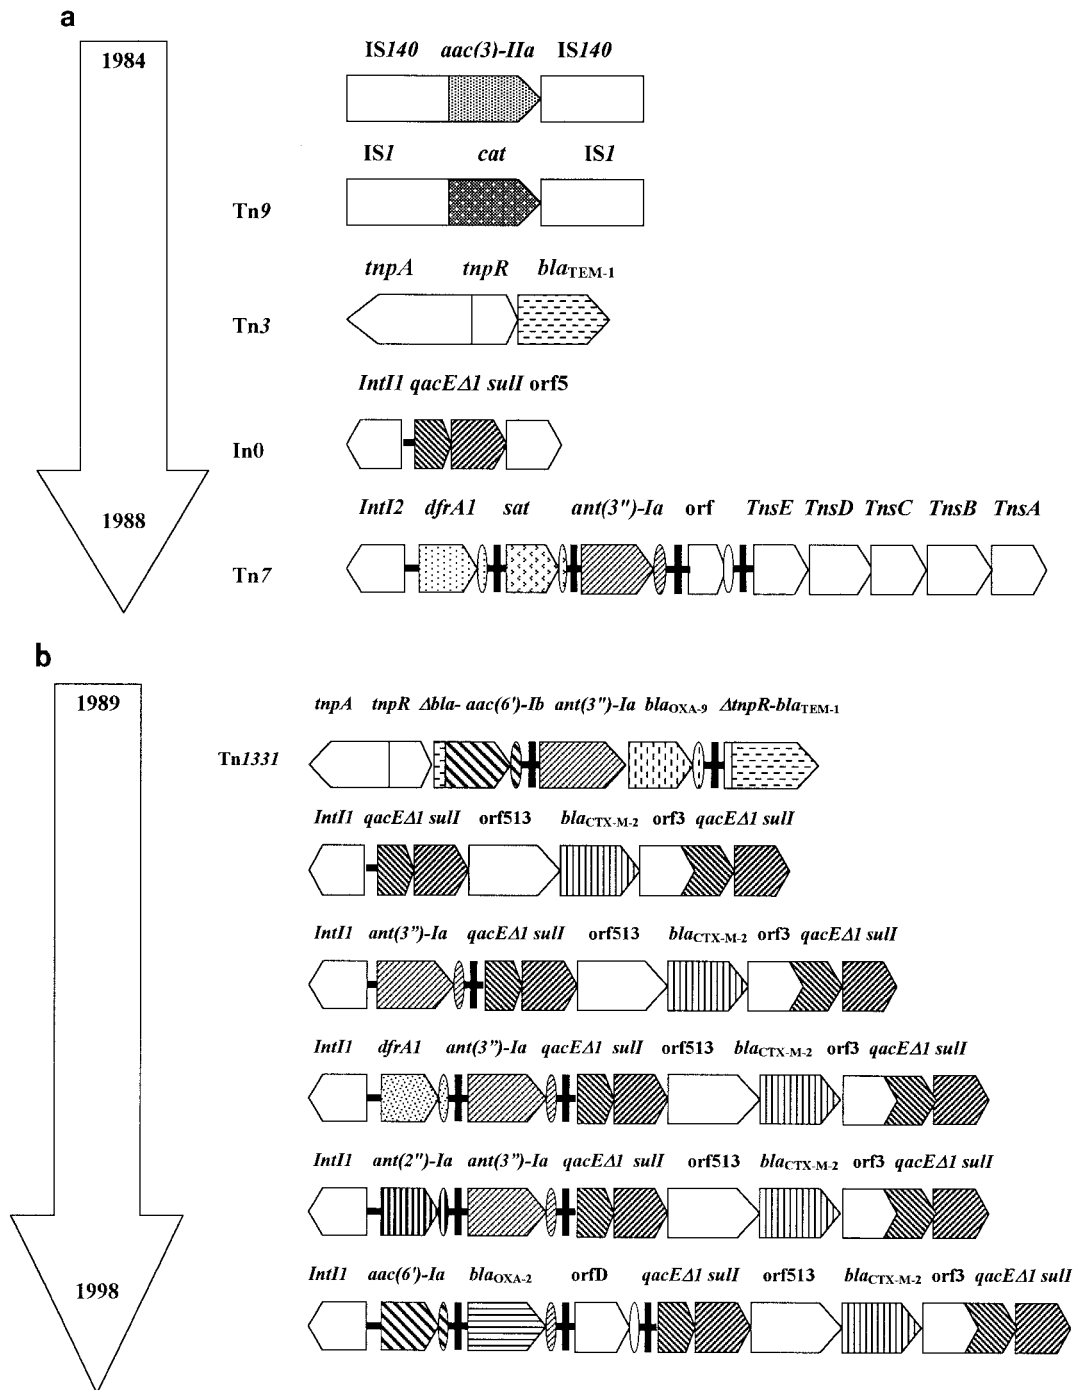 a
1984
IS140 aac(3)-IIa IS140
IS1 cat IS1
Tn9
tnpA tnpR blaTEM-1
Tn3
IntI1 qacEΔ1 sulI orf5
In0
1988
IntI2 dfrA1 sat ant(3")-Ia orf TnsE TnsD TnsC TnsB TnsA
Tn7
b
1989
tnpA tnpR Δbla- aac(6')-Ib ant(3")-Ia blaOXA-9 ΔtnpR-blaTEM-1
Tn1331
IntI1 qacEΔ1 sulI orf513 blaCTX-M-2 orf3 qacEΔ1 sulI
IntI1 ant(3")-Ia qacEΔ1 sulI orf513 blaCTX-M-2 orf3 qacEΔ1 sulI
IntI1 dfrA1 ant(3")-Ia qacEΔ1 sulI orf513 blaCTX-M-2 orf3 qacEΔ1 sulI
IntI1 ant(2")-Ia ant(3")-Ia qacEΔ1 sulI orf513 blaCTX-M-2 orf3 qacEΔ1 sulI
1998
IntI1 aac(6')-Ia blaOXA-2 orfD qacEΔ1 sulI orf513 blaCTX-M-2 orf3 qacEΔ1 sulI